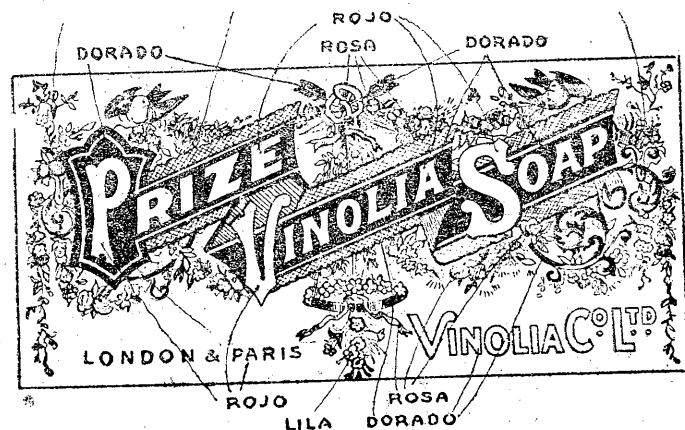 ROJO
DORADO ROSA DORADO
PRIZE
VINOLIA
SOAP
LONDON & PARIS
VINOLIA CO. LTD
ROJO ROSA
LILA DORADO